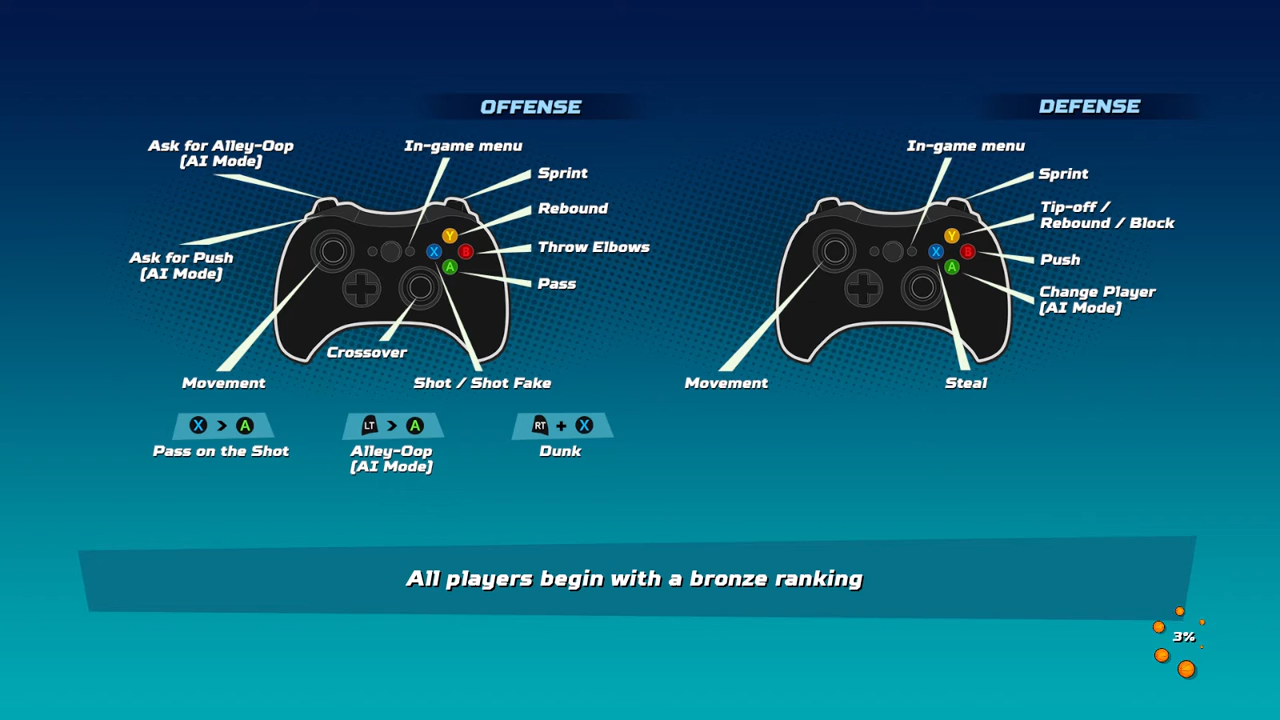 OFFENSE
Ask for Alley-Oop
[AI Mode]
In-game menu
Sprint
Rebound
Throw Elbows
Pass
Ask for Push
[AI Mode]
Y
X
B
A
Crossover
Movement
Shot / Shot Fake
X > A
Pass on the Shot
LT > A
Alley-Oop
[AI Mode]
RT + X
Dunk
DEFENSE
In-game menu
Sprint
Tip-off /
Rebound / Block
Push
Change Player
[AI Mode]
Y
X
B
A
Movement
Steal
All players begin with a bronze ranking
3%